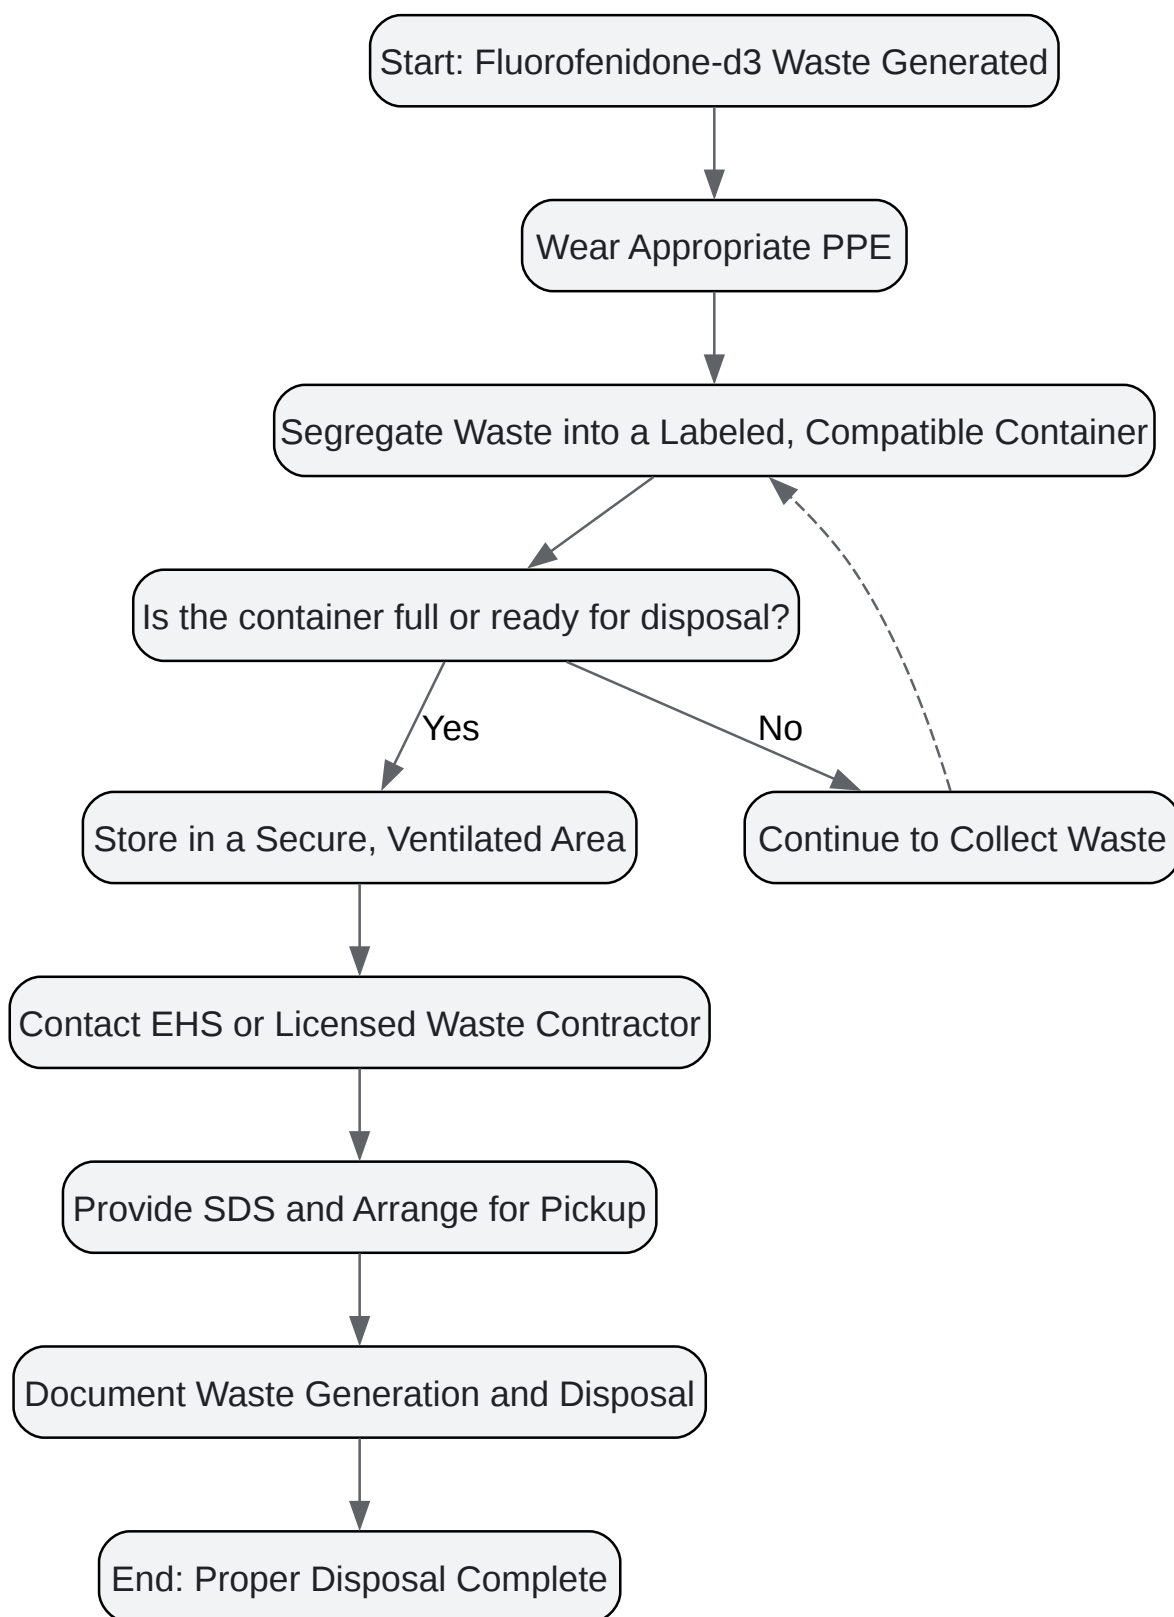 Start: Fluorofenidone-d3 Waste Generated
Wear Appropriate PPE
Segregate Waste into a Labeled, Compatible Container
Is the container full or ready for disposal?
Yes
No
Store in a Secure, Ventilated Area
Continue to Collect Waste
Contact EHS or Licensed Waste Contractor
Provide SDS and Arrange for Pickup
Document Waste Generation and Disposal
End: Proper Disposal Complete